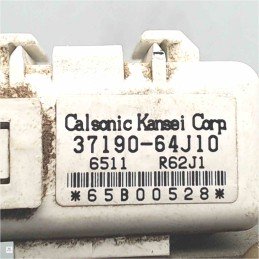 Calsonic Kansei Corp
37190-64J10
6511 R62J1
*65B00528*